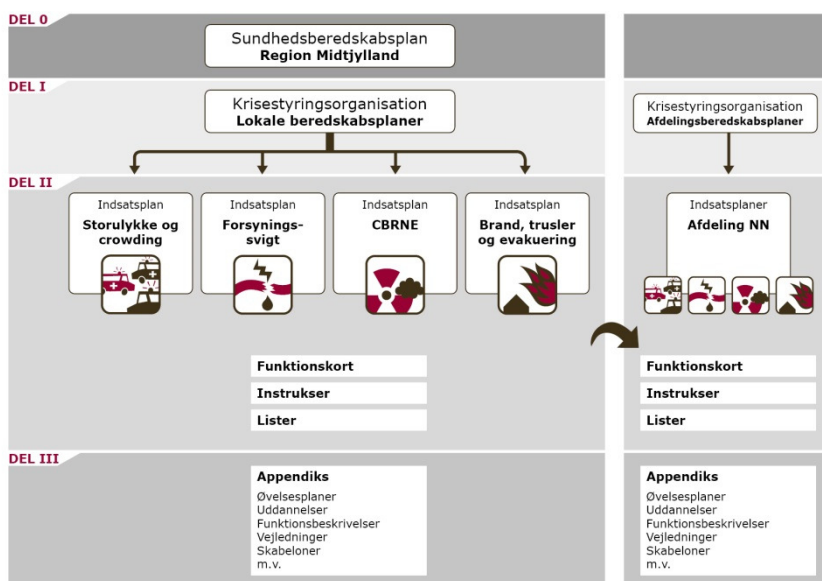 DEL 0
Sundhedsberedskabsplan
Region Midtjylland
DEL I
Krisestyringsorganisation
Lokale beredskabsplaner
Krisestyringsorganisation
Afdelingsberedskabsplaner
DEL II
Indsatsplan
Storulykke og
crowding
Indsatsplan
Forsynings-
svigt
Indsatsplan
CBRNE
Indsatsplan
Brand, trusler
og evakuering
Indsatsplaner
Afdeling NN
Funktionskort
Instrukser
Lister
Funktionskort
Instrukser
Lister
DEL III
Appendiks
Øvelsesplaner
Uddannelser
Funktionsbeskrivelser
Vejledninger
Skabeloner
m.v.
Appendiks
Øvelsesplaner
Uddannelser
Funktionsbeskrivelser
Vejledninger
Skabeloner
m.v.